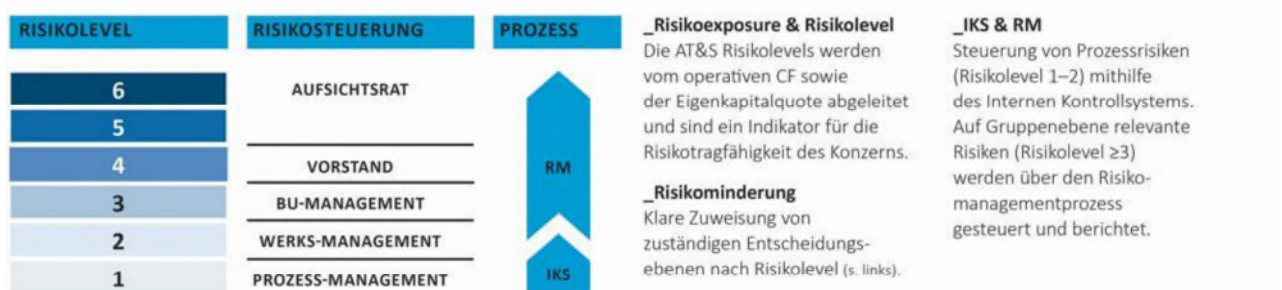 RISIKOLEVEL
RISIKOSTEUERUNG
PROZESS
6
AUFSICHTSRAT
5
4
VORSTAND
3
BU-MANAGEMENT
2
WERKS-MANAGEMENT
1
PROZESS-MANAGEMENT
RM
IKS
_Risikoexposure & Risikolevel
Die AT&S Risikolevels werden
vom operativen CF sowie
der Eigenkapitalquote abgeleitet
und sind ein Indikator für die
Risikotragfähigkeit des Konzerns.
_Risikominderung
Klare Zuweisung von
zuständigen Entscheidungs-
ebenen nach Risikolevel (s. links).
_IKS & RM
Steuerung von Prozessrisiken
(Risikolevel 1–2) mithilfe
des Internen Kontrollsystems.
Auf Gruppenebene relevante
Risiken (Risikolevel ≥3)
werden über den Risiko-
managementprozess
gesteuert und berichtet.